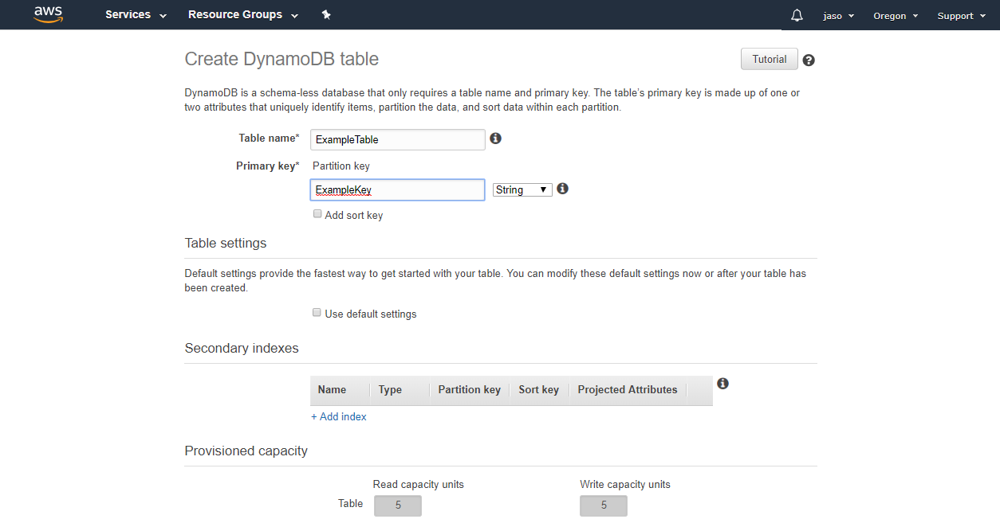 aws Services Resource Groups jaso Oregon Support
Create DynamoDB table Tutorial ?
DynamoDB is a schema-less database that only requires a table name and primary key. The table's primary key is made up of one or
two attributes that uniquely identify items, partition the data, and sort data within each partition.
Table name* ExampleTable i
Primary key* Partition key
ExampleKey String i
Add sort key
Table settings
Default settings provide the fastest way to get started with your table. You can modify these default settings now or after your table has
been created.
Use default settings
Secondary indexes
Name Type Partition key Sort key Projected Attributes i
+ Add index
Provisioned capacity
Read capacity units Write capacity units
Table 5 5